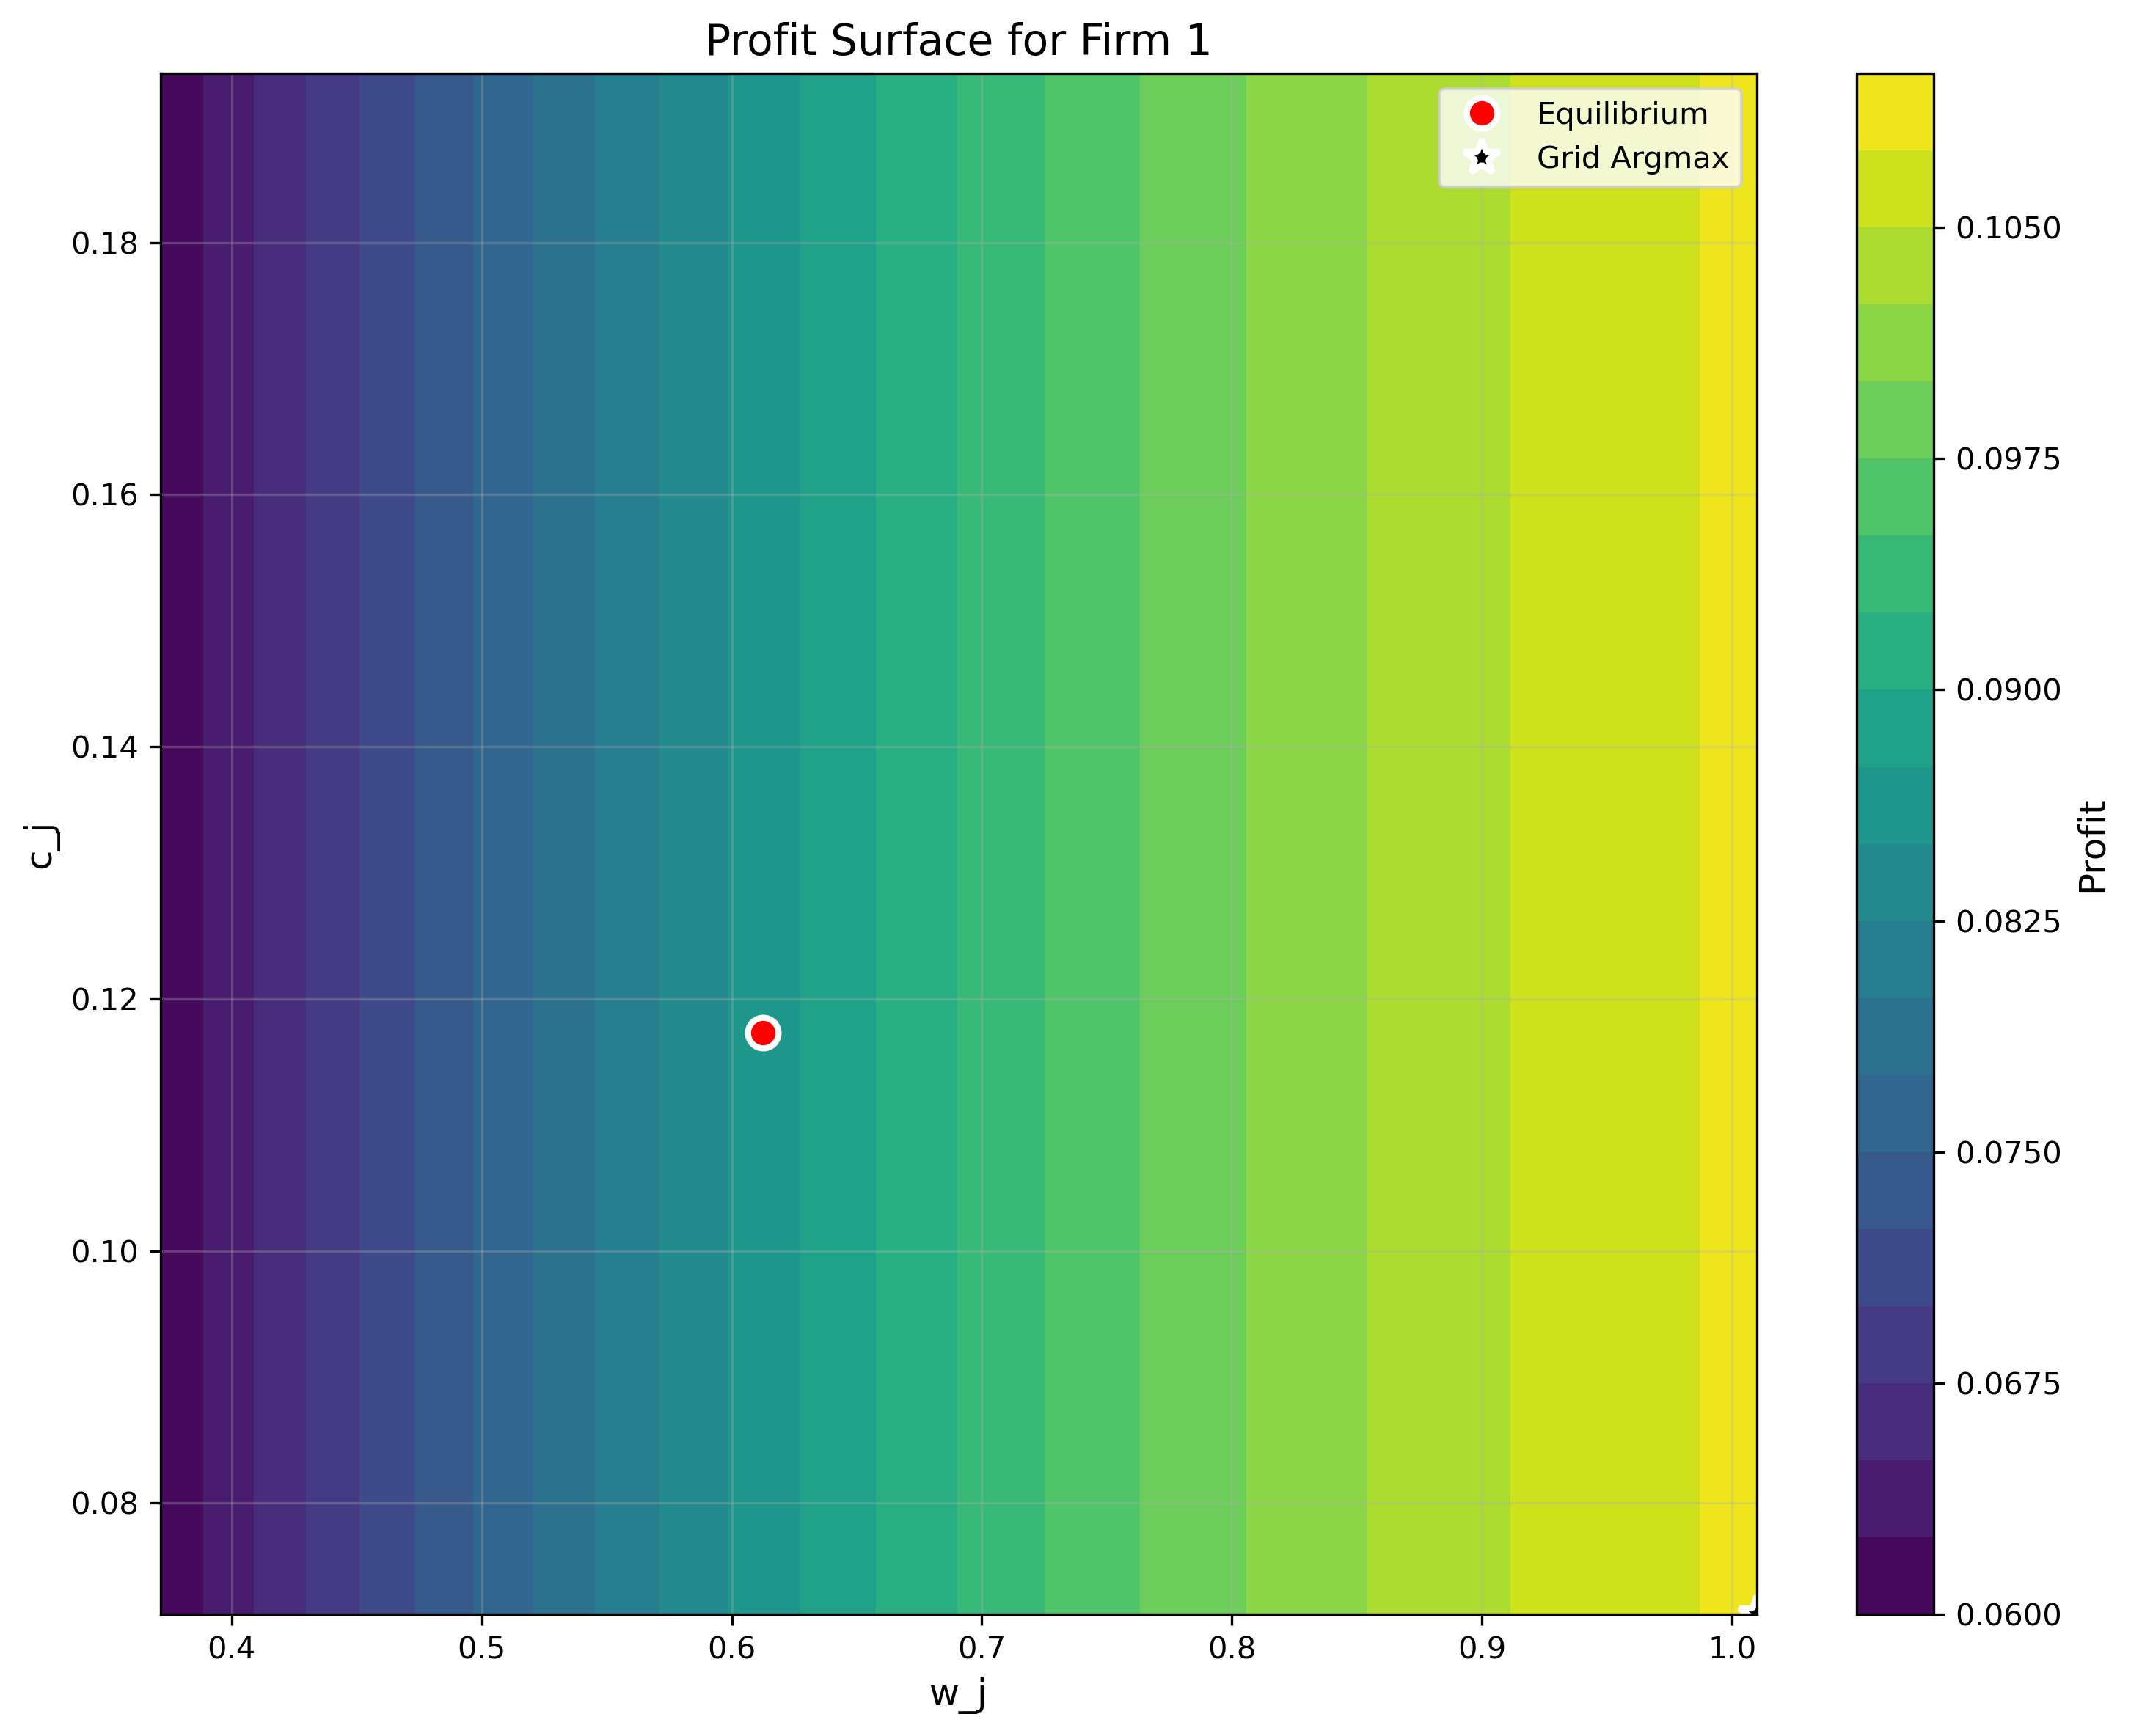 Profit Surface for Firm 1
Equilibrium
Grid Argmax
0.18
0.16
0.14
0.12
0.10
0.08
c_j
0.4 0.5 0.6 0.7 0.8 0.9 1.0
w_j
0.1050
0.0975
0.0900
0.0825
0.0750
0.0675
0.0600
Profit